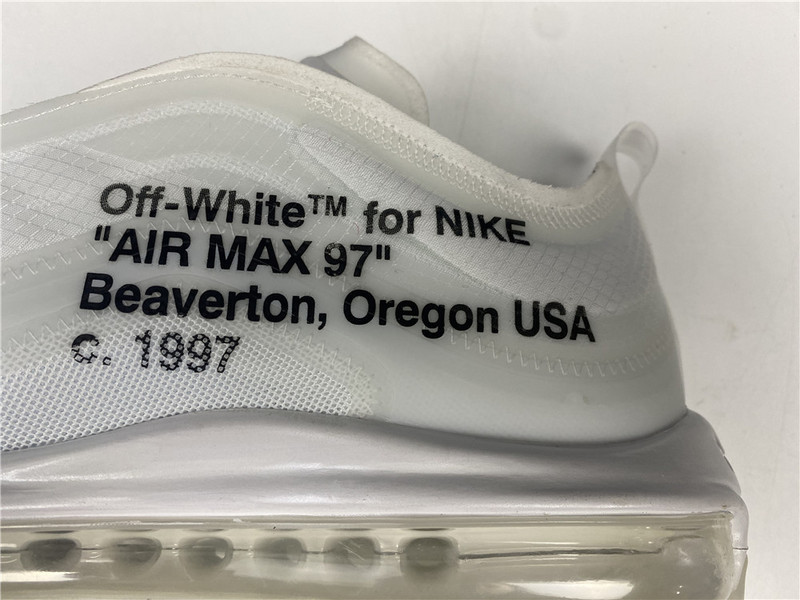 Off-White™ for NIKE
"AIR MAX 97"
Beaverton, Oregon USA
c. 1997